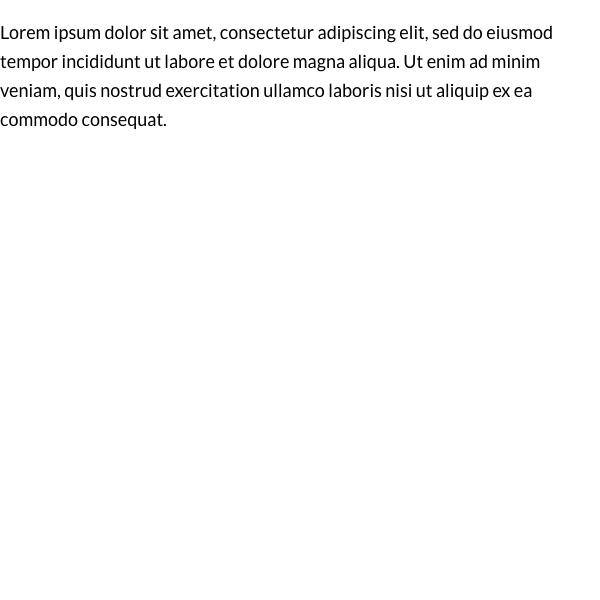 Lorem ipsum dolor sit amet, consectetur adipiscing elit, sed do eiusmod
tempor incididunt ut labore et dolore magna aliqua. Ut enim ad minim
veniam, quis nostrud exercitation ullamco laboris nisi ut aliquip ex ea
commodo consequat.